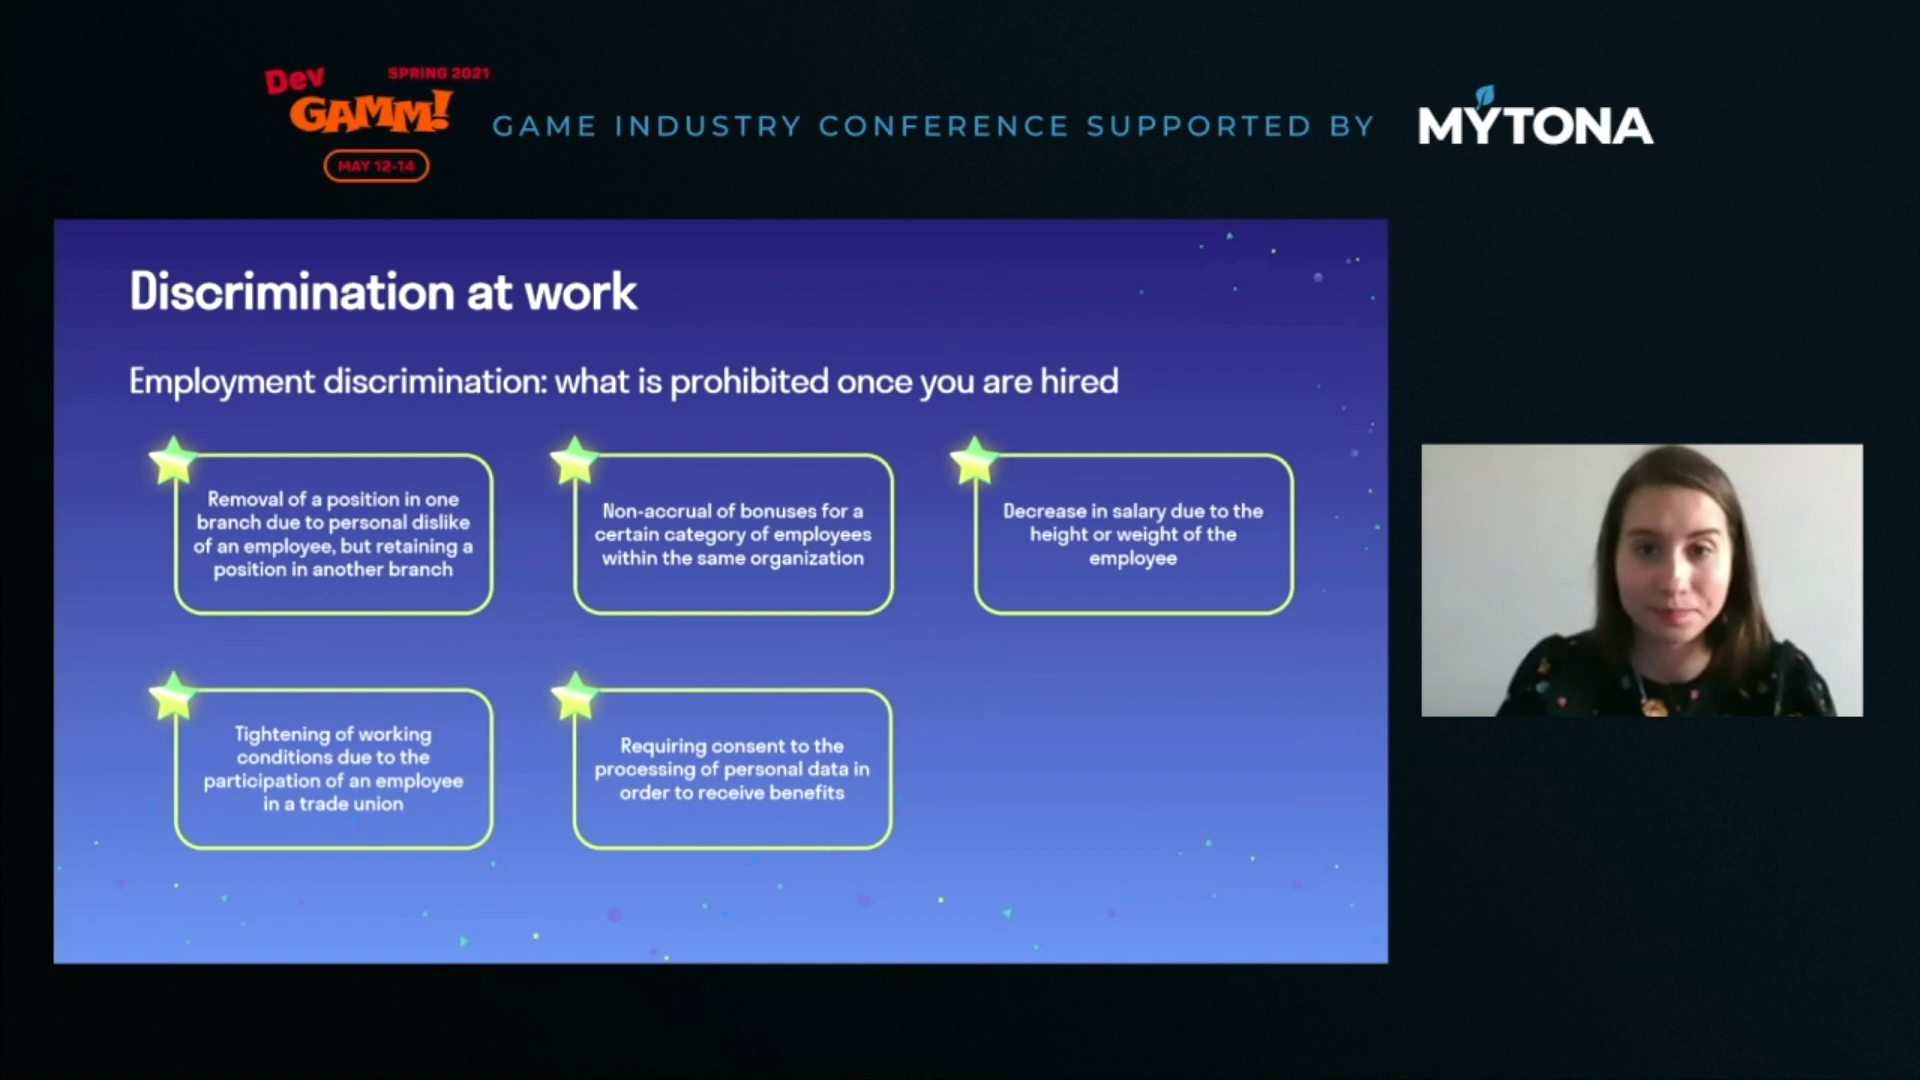 Dev
SPRING 2021
GAMM!
MAY 12-14
GAME INDUSTRY CONFERENCE SUPPORTED BY
MYTONA
Discrimination at work
Employment discrimination: what is prohibited once you are hired
Removal of a position in one
branch due to personal dislike
of an employee, but retaining a
position in another branch
Non-accrual of bonuses for a
certain category of employees
within the same organization
Decrease in salary due to the
height or weight of the
employee
Tightening of working
conditions due to the
participation of an employee
in a trade union
Requiring consent to the
processing of personal data in
order to receive benefits